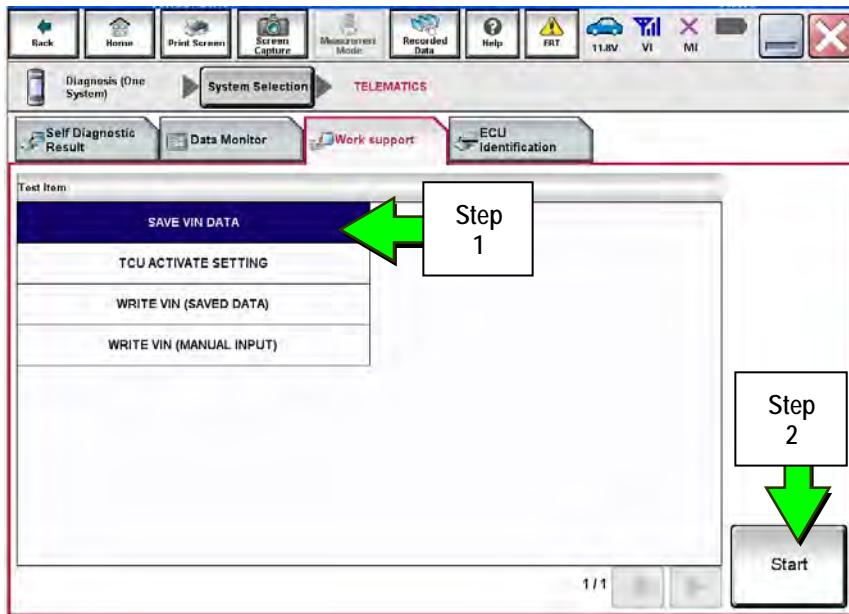 Back
Home
Print Screen
Screen
Capture
Measurement
Mode
Recorded
Data
Help
ERT
11.8V
VI
MI
Diagnosis (One
System)
System Selection
TELEMATICS
Self Diagnostic
Result
Data Monitor
Work support
ECU
Identification
Test Item
SAVE VIN DATA
TCU ACTIVATE SETTING
WRITE VIN (SAVED DATA)
WRITE VIN (MANUAL INPUT)
Step
1
Step
2
Start
1/1